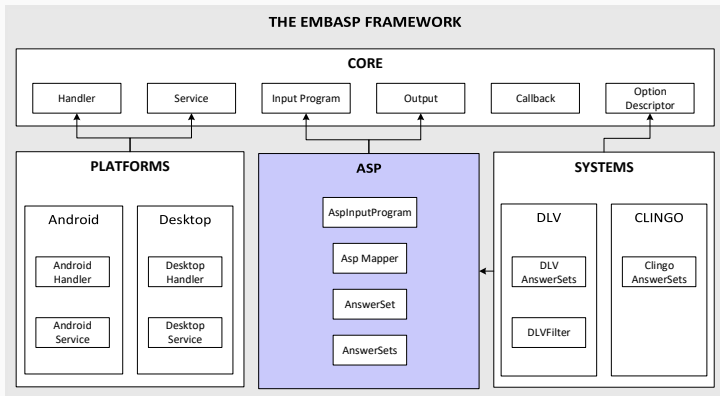 THE EMBASP FRAMEWORK
CORE
Handler
Service
Input Program
Output
Callback
Option
Descriptor
PLATFORMS
Android
Android
Handler
Android
Service
Desktop
Desktop
Handler
Desktop
Service
ASP
AspInputProgram
Asp Mapper
AnswerSet
AnswerSets
SYSTEMS
DLV
DLV
AnswerSets
DLVFilter
CLINGO
Clingo
AnswerSets